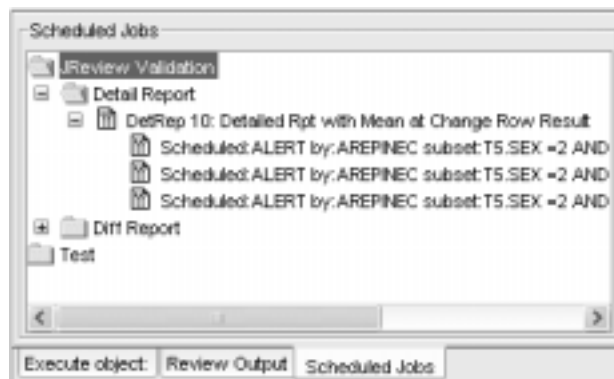 Scheduled Jobs
JReview Validation
Detail Report
DetRep 10: Detailed Rpt with Mean at Change Row Result
Scheduled:ALERT by:AREPINEC subset:T5.SEX =2 AND
Scheduled:ALERT by:AREPINEC subset:T5.SEX =2 AND
Scheduled:ALERT by:AREPINEC subset:T5.SEX =2 AND
Diff Report
Test
Execute object: Review Output Scheduled Jobs